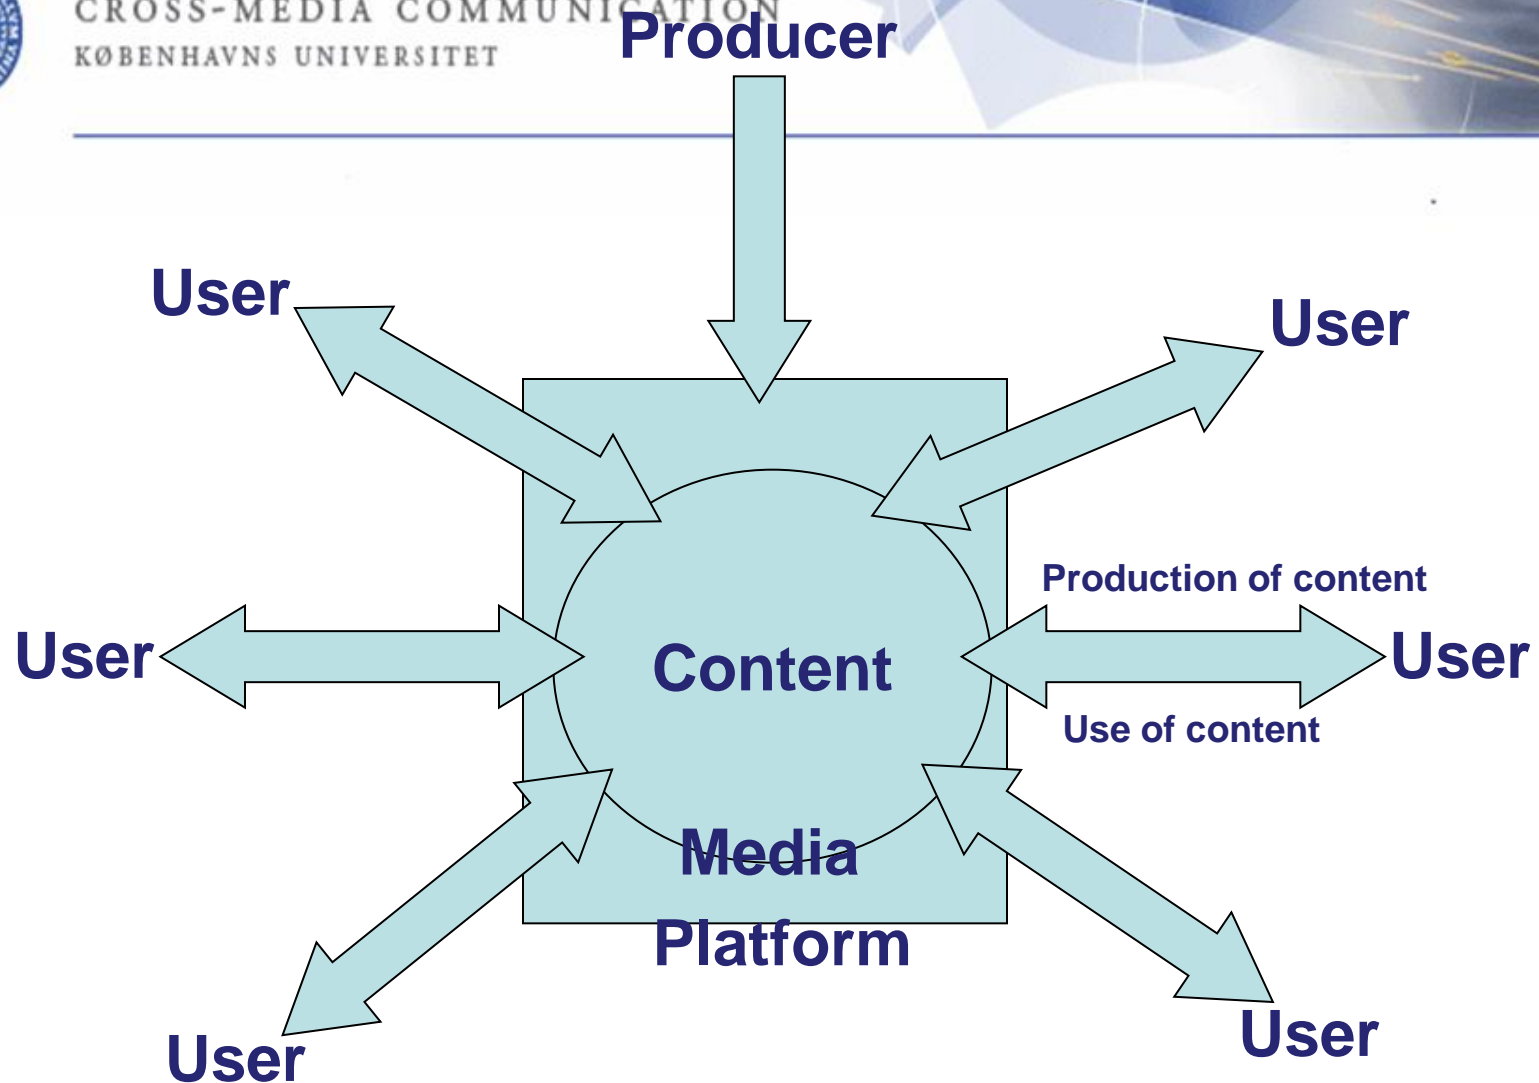 CROSS-MEDIA COMMUNICATION
KØBENHAVNS UNIVERSITET
Producer
User
User
Production of content
User
Content
User
Use of content
Media
Platform
User
User